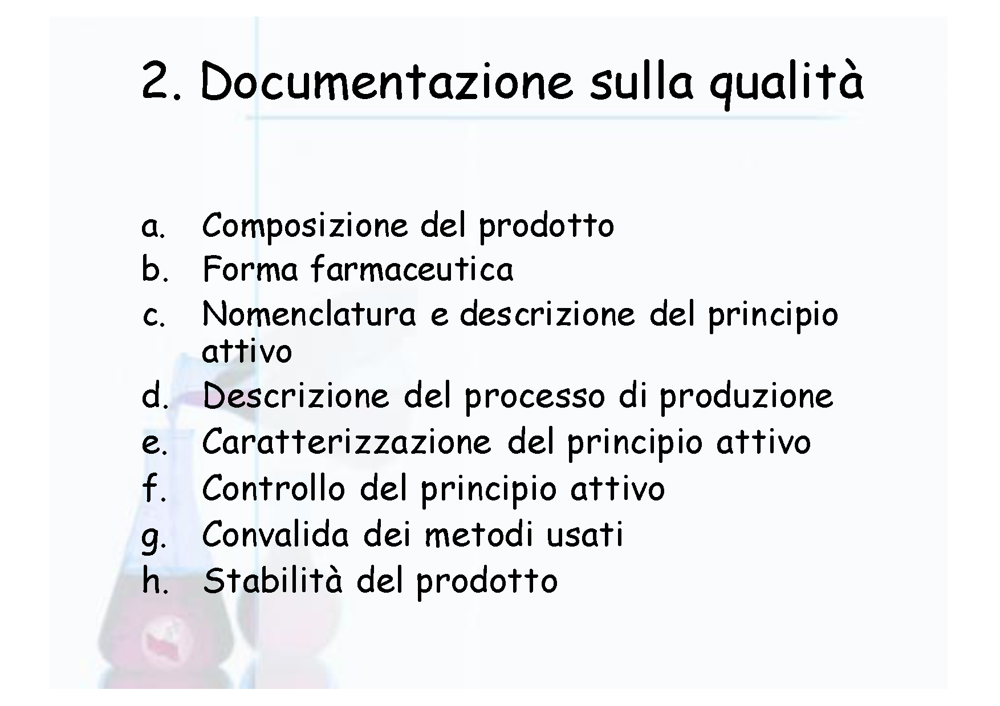 2. Documentazione sulla qualità
a. Composizione del prodotto
b. Forma farmaceutica
c. Nomenclatura e descrizione del principio
attivo
d. Descrizione del processo di produzione
e. Caratterizzazione del principio attivo
f. Controllo del principio attivo
g. Convalida dei metodi usati
h. Stabilità del prodotto